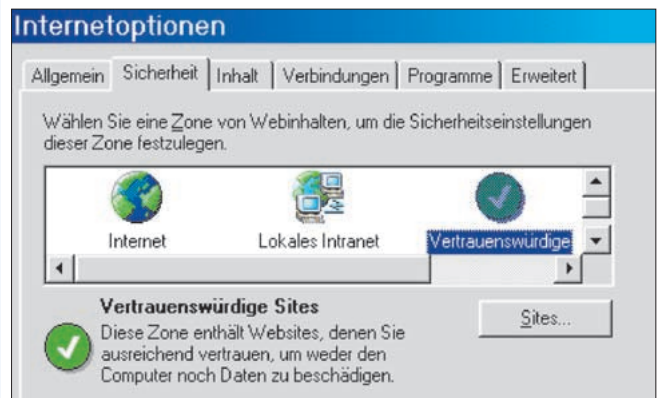 Internetoptionen
Allgemein Sicherheit Inhalt Verbindungen Programme Erweitert
Wählen Sie eine Zone von Webinhalten, um die Sicherheitseinstellungen
dieser Zone festzulegen.
Internet Lokales Intranet Vertrauenswürdige
Vertrauenswürdige Sites
Sites...
Diese Zone enthält Websites, denen Sie
ausreichend vertrauen, um weder den
Computer noch Daten zu beschädigen.